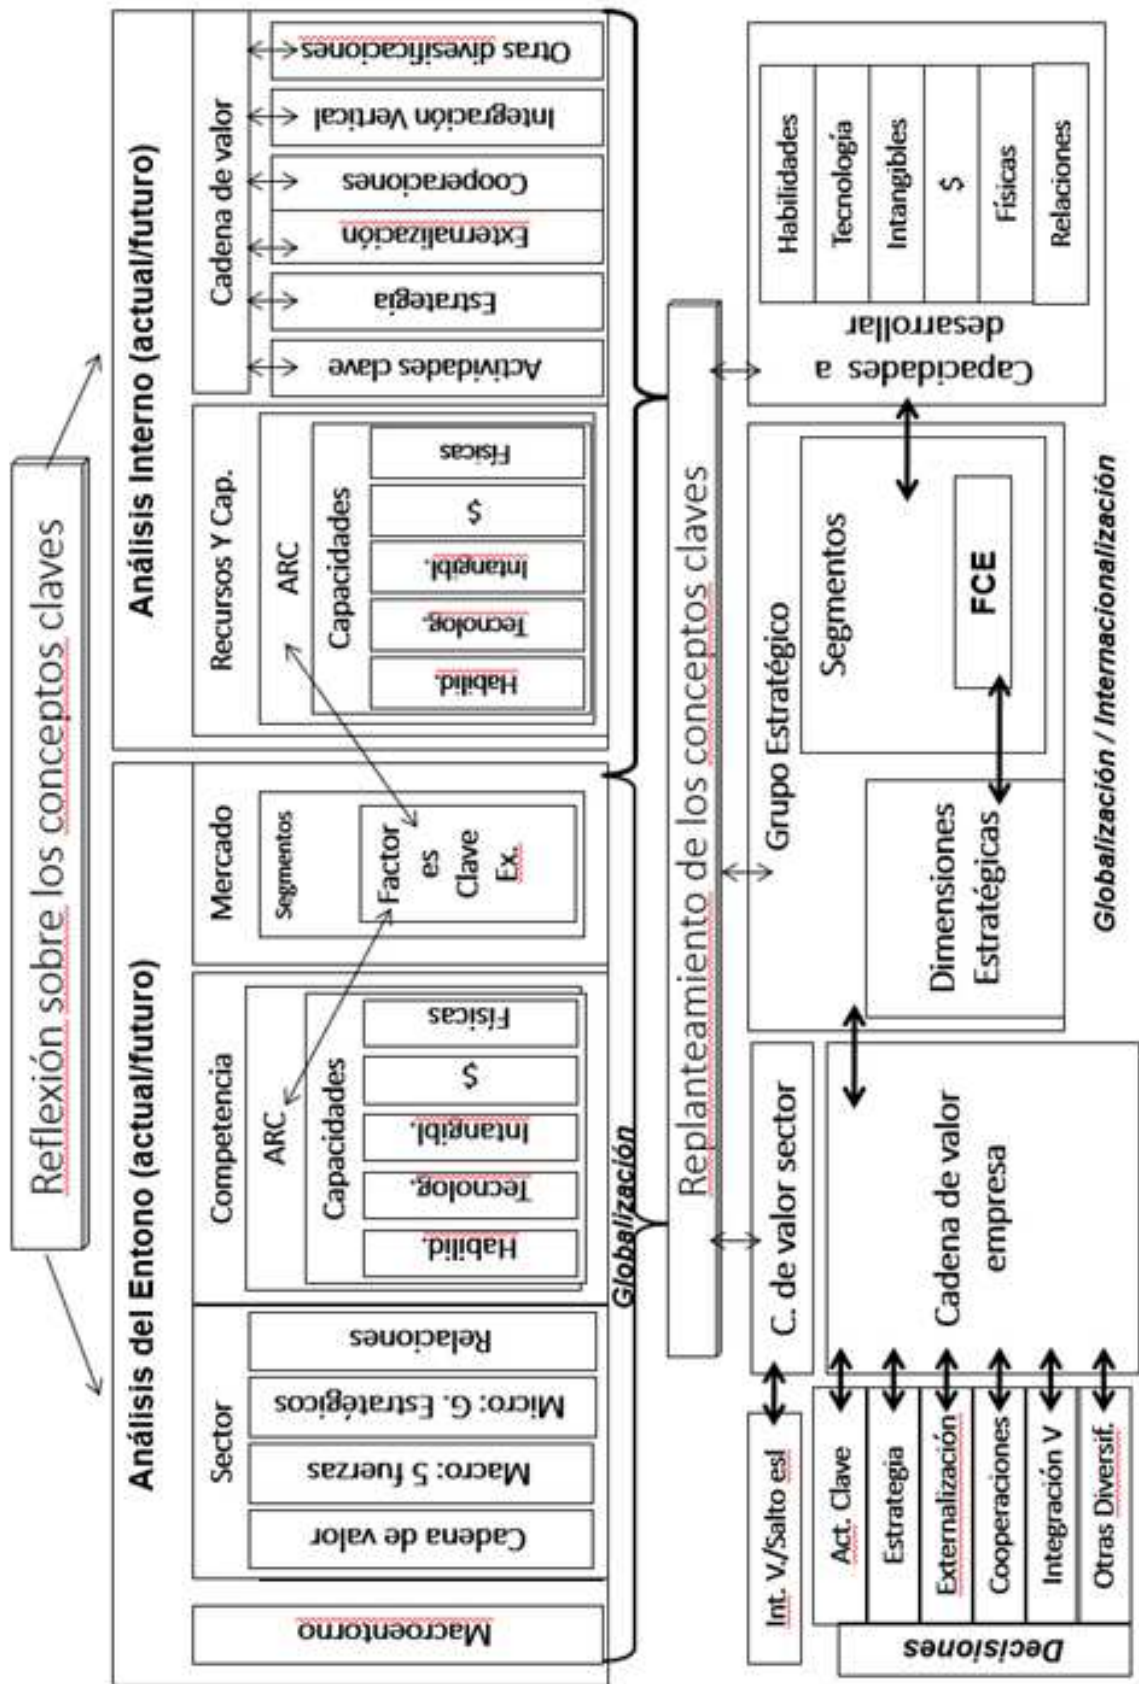 Reflexión sobre los conceptos claves
Análisis del Entono (actual/futuro)
Macroentorno
Sector
Cadena de valor
Macro: 5 fuerzas
Micro: G. Estratégicos
Relaciones
Competencia
ARC
Capacidades
Habilid.
Tecnolog.
Intangibl.
$
Físicas
Mercado
Segmentos
Factor
es
Clave
Ex.
Análisis Interno (actual/futuro)
Recursos Y Cap.
ARC
Capacidades
Habilid.
Tecnolog.
Intangibl.
$
Físicas
Cadena de valor
Actividades clave
Estrategia
Externalización
Cooperaciones
Integración Vertical
Otras divesificaciones
Globalización
Replanteamiento de los conceptos claves
Int. V./Salto esl
C. de valor sector
Decisiones
Act. Clave
Estrategia
Externalización
Cooperaciones
Integración V
Otras Diversif.
Cadena de valor
empresa
Grupo Estratégico
Dimensiones
Estratégicas
Segmentos
FCE
Capacidades a
desarrollar
Habilidades
Tecnología
Intangibles
$
Físicas
Relaciones
Globalización / Internacionalización